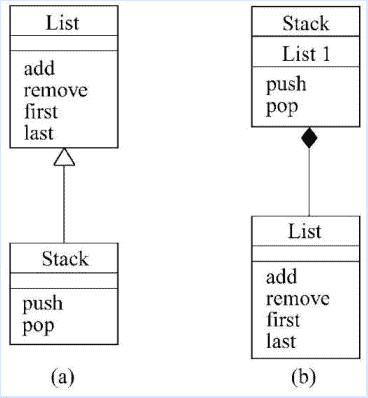 List
add
remove
first
last
Stack
push
pop
(a)
Stack
List 1
push
pop
List
add
remove
first
last
(b)